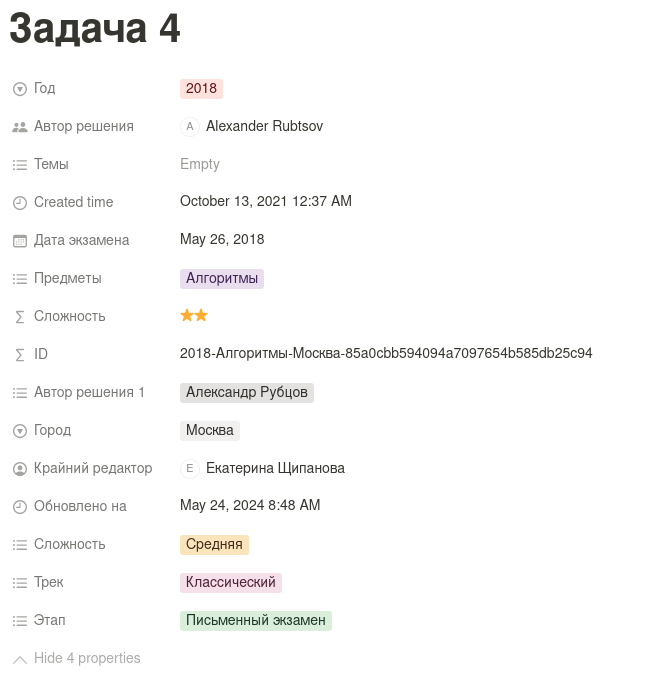 Задача 4
Год 2018
Автор решения A Alexander Rubtsov
Темы Empty
Created time October 13, 2021 12:37 AM
Дата экзамена May 26, 2018
Предметы Алгоритмы
Сложность ⭐⭐
ID 2018-Алгоритмы-Москва-85a0cbb594094a7097654b585db25c94
Автор решения 1 Александр Рубцов
Город Москва
Крайний редактор E Екатерина Щипанова
Обновлено на May 24, 2024 8:48 AM
Сложность Средняя
Трек Классический
Этап Письменный экзамен
Hide 4 properties